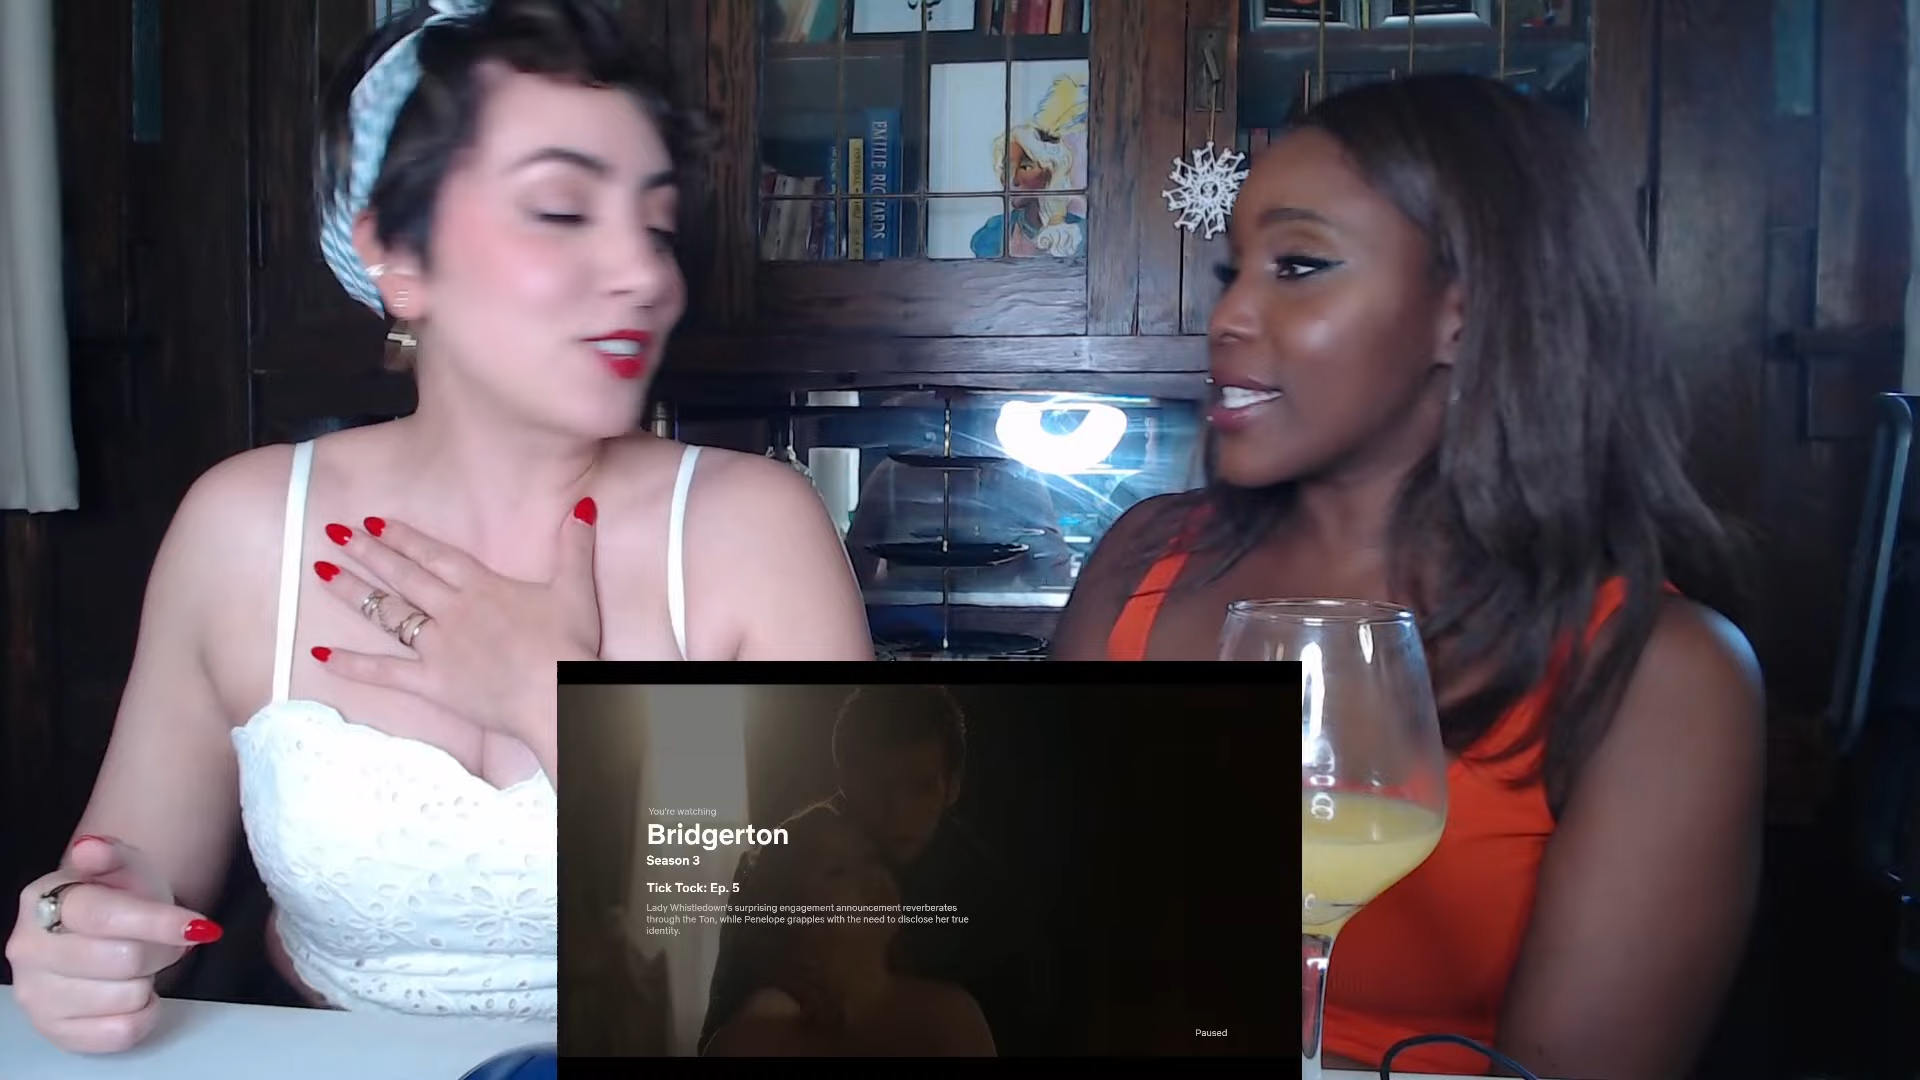 EMILIE RICHARDS
You're watching
Bridgerton
Season 3
Tick Tock: Ep. 5
Lady Whistledown's surprising engagement announcement reverberates
through the Ton, while Penelope grapples with the need to disclose her true
identity.
Paused